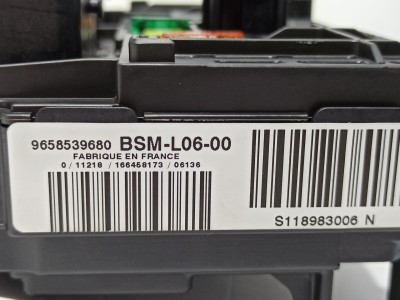 9658539680 BSM-L06-00
FABRIQUE EN FRANCE
0 / 11218 / 166458173 / 06136
S118983006 N